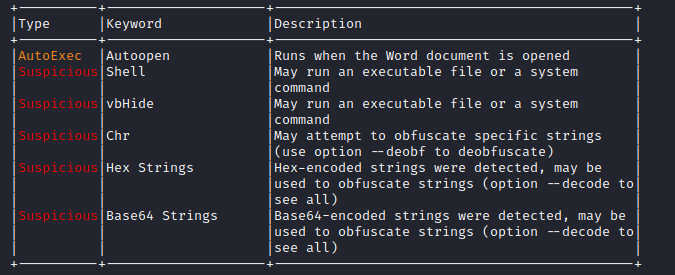 +----------+--------------------+---------------------------------------------+
|Type      |Keyword             |Description                                  |
+----------+--------------------+---------------------------------------------+
|AutoExec  |Autoopen            |Runs when the Word document is opened        |
|Suspicious|Shell               |May run an executable file or a system       |
|          |                    |command                                      |
|Suspicious|vbHide              |May run an executable file or a system       |
|          |                    |command                                      |
|Suspicious|Chr                 |May attempt to obfuscate specific strings    |
|          |                    |(use option --deobf to deobfuscate)          |
|Suspicious|Hex Strings         |Hex-encoded strings were detected, may be    |
|          |                    |used to obfuscate strings (option --decode to|
|          |                    |see all)                                     |
|Suspicious|Base64 Strings      |Base64-encoded strings were detected, may be |
|          |                    |used to obfuscate strings (option --decode to|
|          |                    |see all)                                     |
+----------+--------------------+---------------------------------------------+